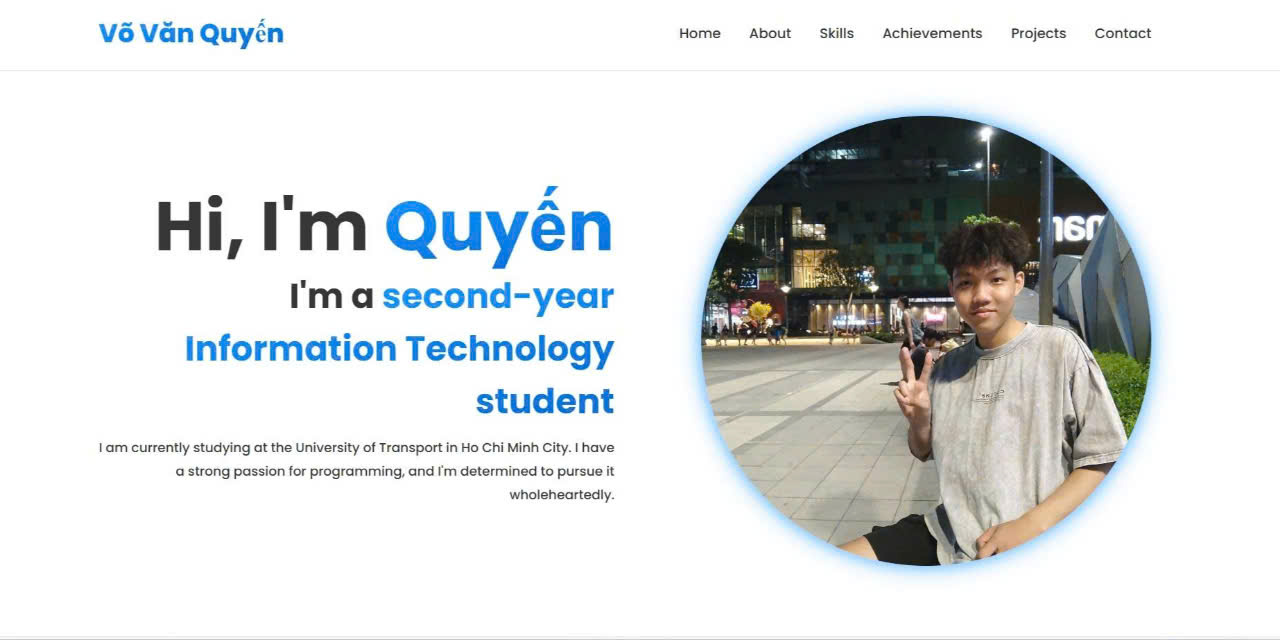 Võ Văn Quyến
Home About Skills Achievements Projects Contact
Hi, I'm Quyến
I'm a second-year
Information Technology
student
I am currently studying at the University of Transport in Ho Chi Minh City. I have
a strong passion for programming, and I'm determined to pursue it
wholeheartedly.